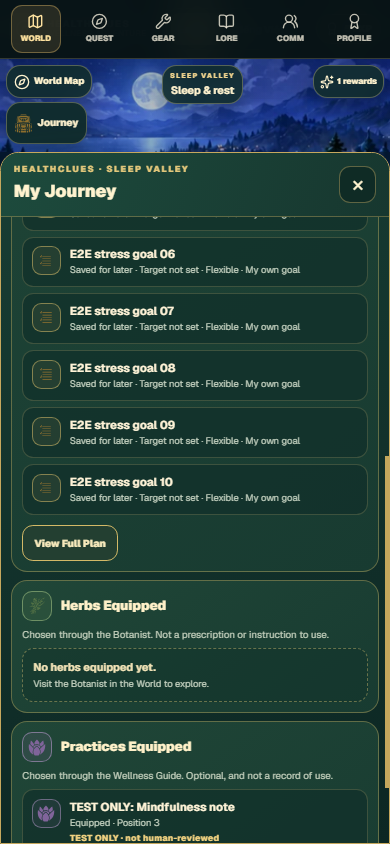 WORLD
QUEST
GEAR
LORE
COMM
PROFILE
World Map
SLEEP VALLEY
Sleep & rest
1 rewards
Journey
HEALTHCLUES · SLEEP VALLEY
My Journey
×
E2E stress goal 06
Saved for later · Target not set · Flexible · My own goal
E2E stress goal 07
Saved for later · Target not set · Flexible · My own goal
E2E stress goal 08
Saved for later · Target not set · Flexible · My own goal
E2E stress goal 09
Saved for later · Target not set · Flexible · My own goal
E2E stress goal 10
Saved for later · Target not set · Flexible · My own goal
View Full Plan
Herbs Equipped
Chosen through the Botanist. Not a prescription or instruction to use.
No herbs equipped yet.
Visit the Botanist in the World to explore.
Practices Equipped
Chosen through the Wellness Guide. Optional, and not a record of use.
TEST ONLY: Mindfulness note
Equipped · Position 3
TEST ONLY · not human-reviewed